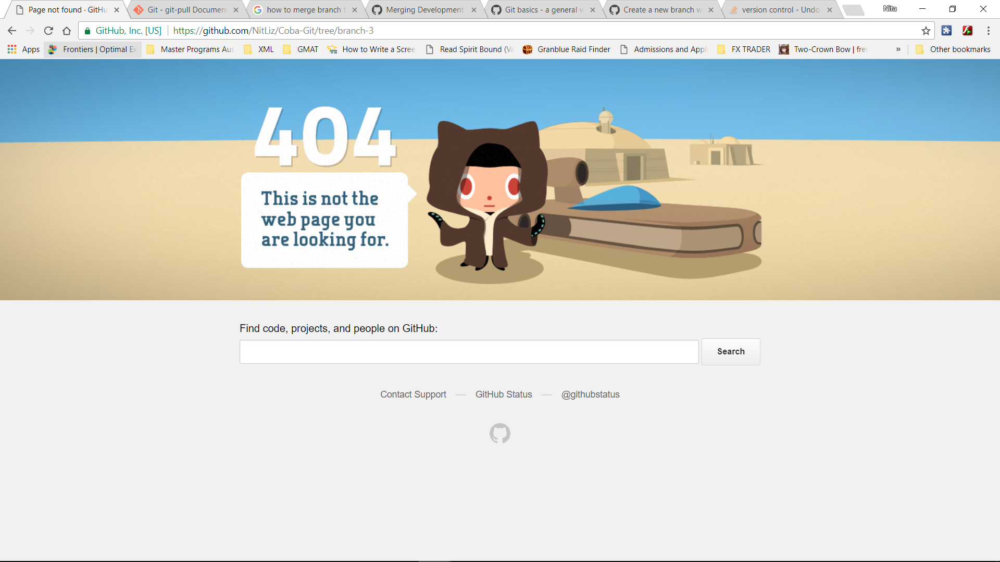 Page not found · GitHu
Git - git-pull Document
how to merge branch t
Merging Development
Git basics - a general w
Create a new branch w
version control - Undo
Nita
GitHub, Inc. [US]
https://github.com/NitLiz/Coba-Git/tree/branch-3
Apps
Frontiers | Optimal Ex
Master Programs Aus
XML
GMAT
How to Write a Scree
Read Spirit Bound (Va
Granblue Raid Finder
Admissions and Appli
FX TRADER
Two-Crown Bow | freu
»
Other bookmarks
404
This is not the
web page you
are looking for.
Find code, projects, and people on GitHub:
Search
Contact Support — GitHub Status — @githubstatus